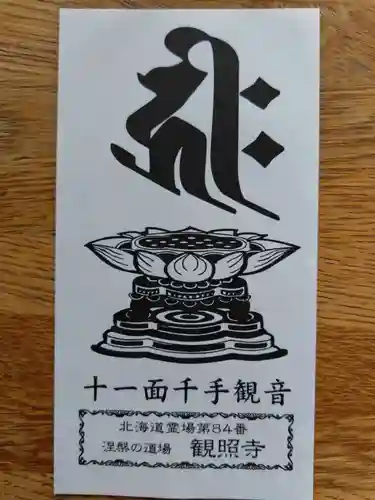 ह्रीः
十一面千手観音
北海道霊場第84番
涅槃の道場 観照寺